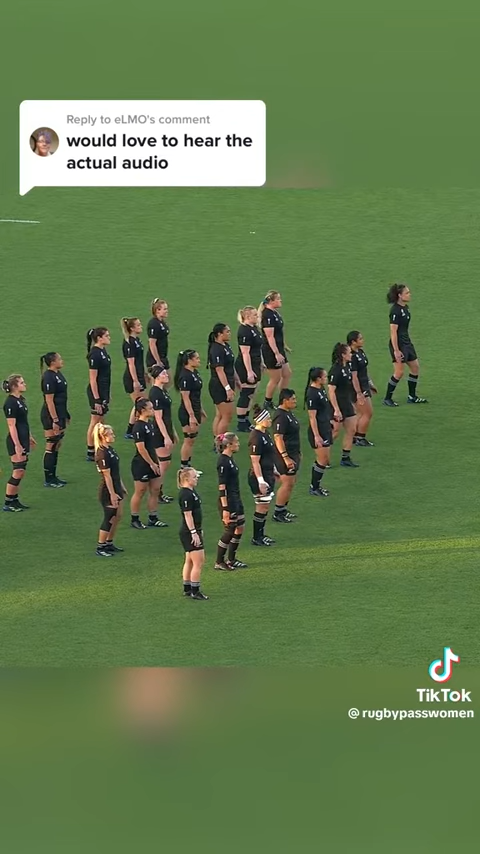 Reply to eLMO's comment
would love to hear the
actual audio
TikTok
@rugbypasswomen